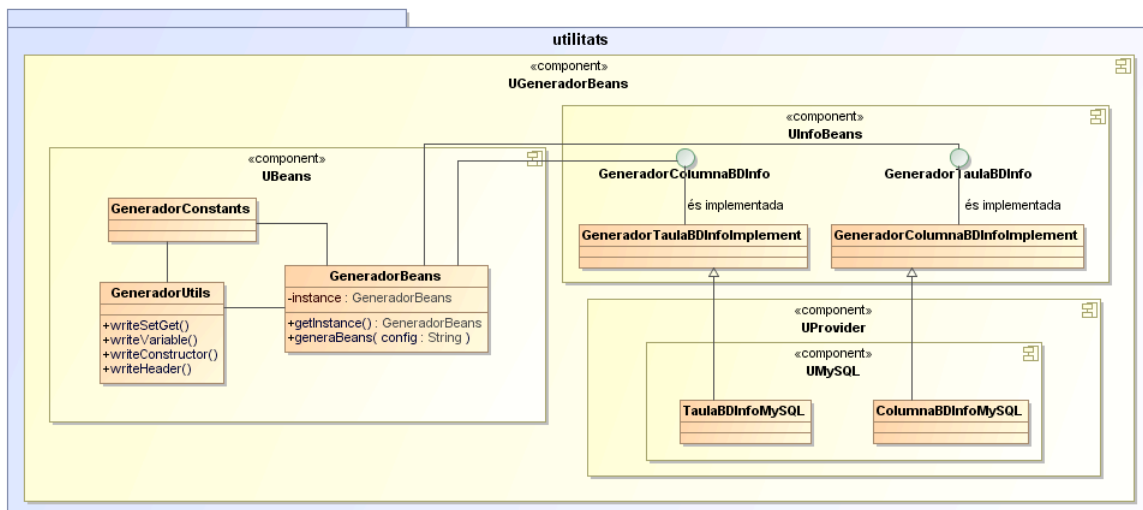 utilitats
«component»
UGeneradorBeans
«component»
UInfoBeans
GeneradorColumnaBDInfo
GeneradorTaulaBDInfo
és implementada
és implementada
GeneradorTaulaBDInfoImplement
GeneradorColumnaBDInfoImplement
«component»
UBeans
GeneradorConstants
GeneradorUtils
+writeSetGet()
+writeVariable()
+writeConstructor()
+writeHeader()
GeneradorBeans
-instance : GeneradorBeans
+getInstance() : GeneradorBeans
+generaBeans( config : String )
«component»
UProvider
«component»
UMySQL
TaulaBDInfoMySQL
ColumnaBDInfoMySQL